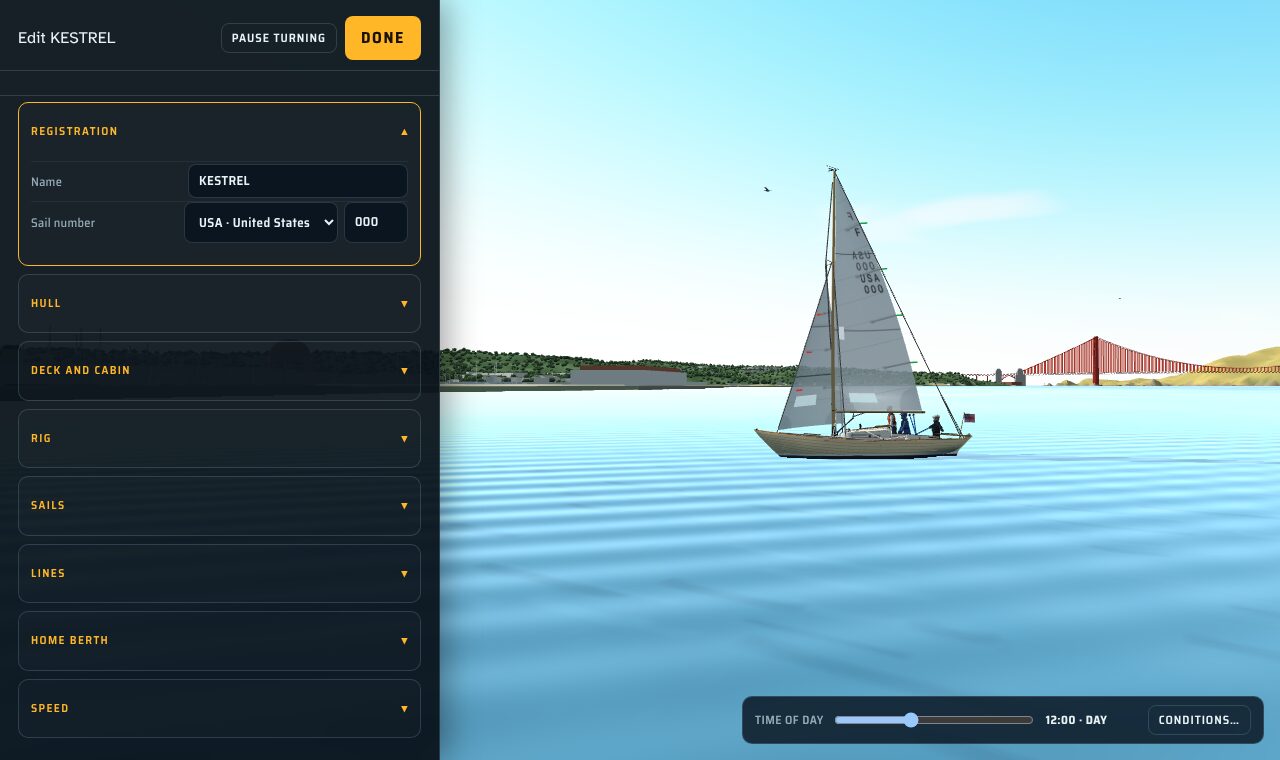 Edit KESTREL
PAUSE TURNING
DONE
REGISTRATION ▲
Name KESTREL
Sail number USA · United States 000
HULL ▼
DECK AND CABIN ▼
RIG ▼
SAILS ▼
LINES ▼
HOME BERTH ▼
SPEED ▼
F
F
USA
000
USA
000
TIME OF DAY 12:00 · DAY CONDITIONS…